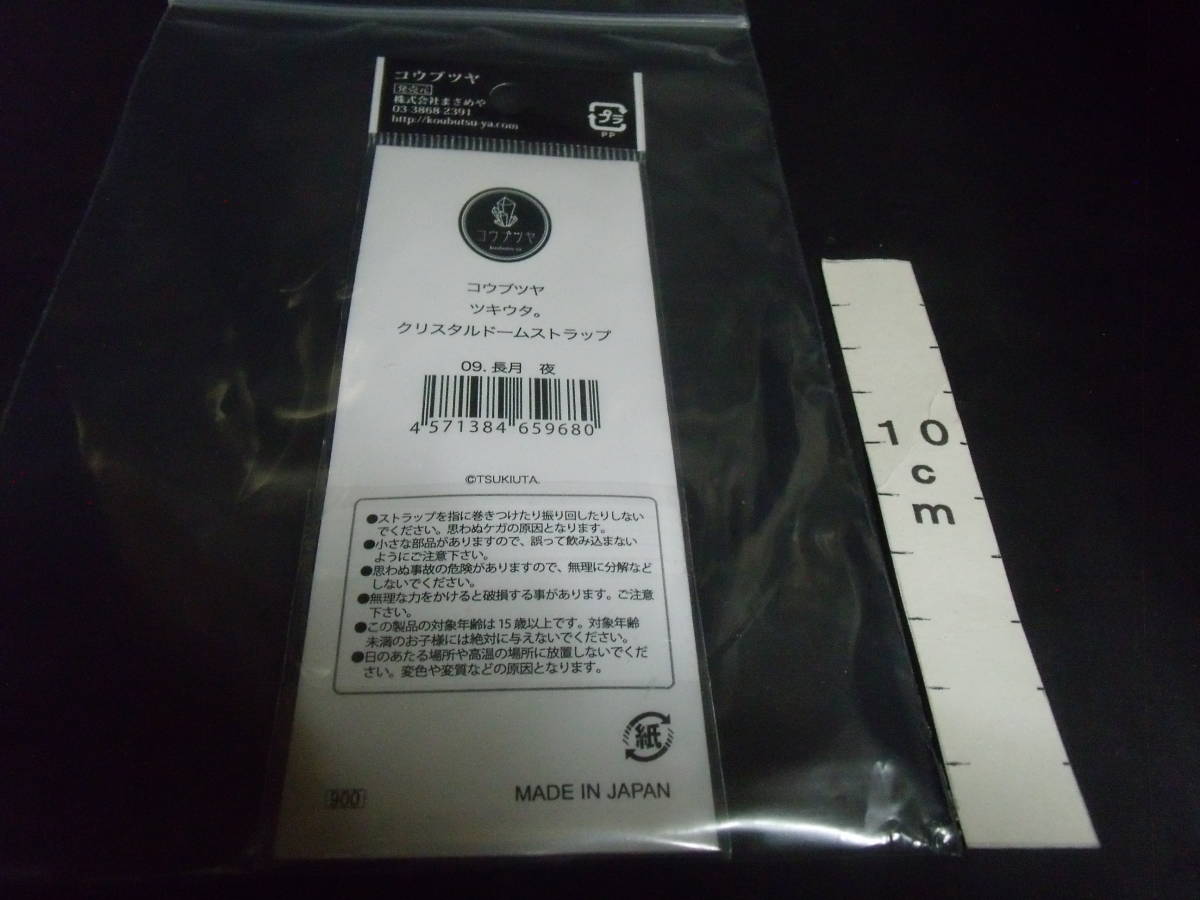 コウブツヤ
発売元
株式会社まさめや
03-3868-2391
http://koubutsu-ya.com
プラ
PP
コウブツヤ
koubutsu-ya
コウブツヤ
ツキウタ。
クリスタルドームストラップ
09. 長月 夜
4 571384 659680
©TSUKIUTA.
●ストラップを指に巻きつけたり振り回したりしない
でください。思わぬケガの原因となります。
●小さな部品がありますので、誤って飲み込まない
ようにご注意下さい。
●思わぬ事故の危険がありますので、無理に分解など
しないでください。
●無理な力をかけると破損する事があります。ご注意
下さい。
●この製品の対象年齢は15歳以上です。対象年齢
未満のお子様には絶対に与えないでください。
●日のあたる場所や高温の場所に放置しないでくだ
さい。変色や変質などの原因となります。
紙
900
MADE IN JAPAN
10
cm